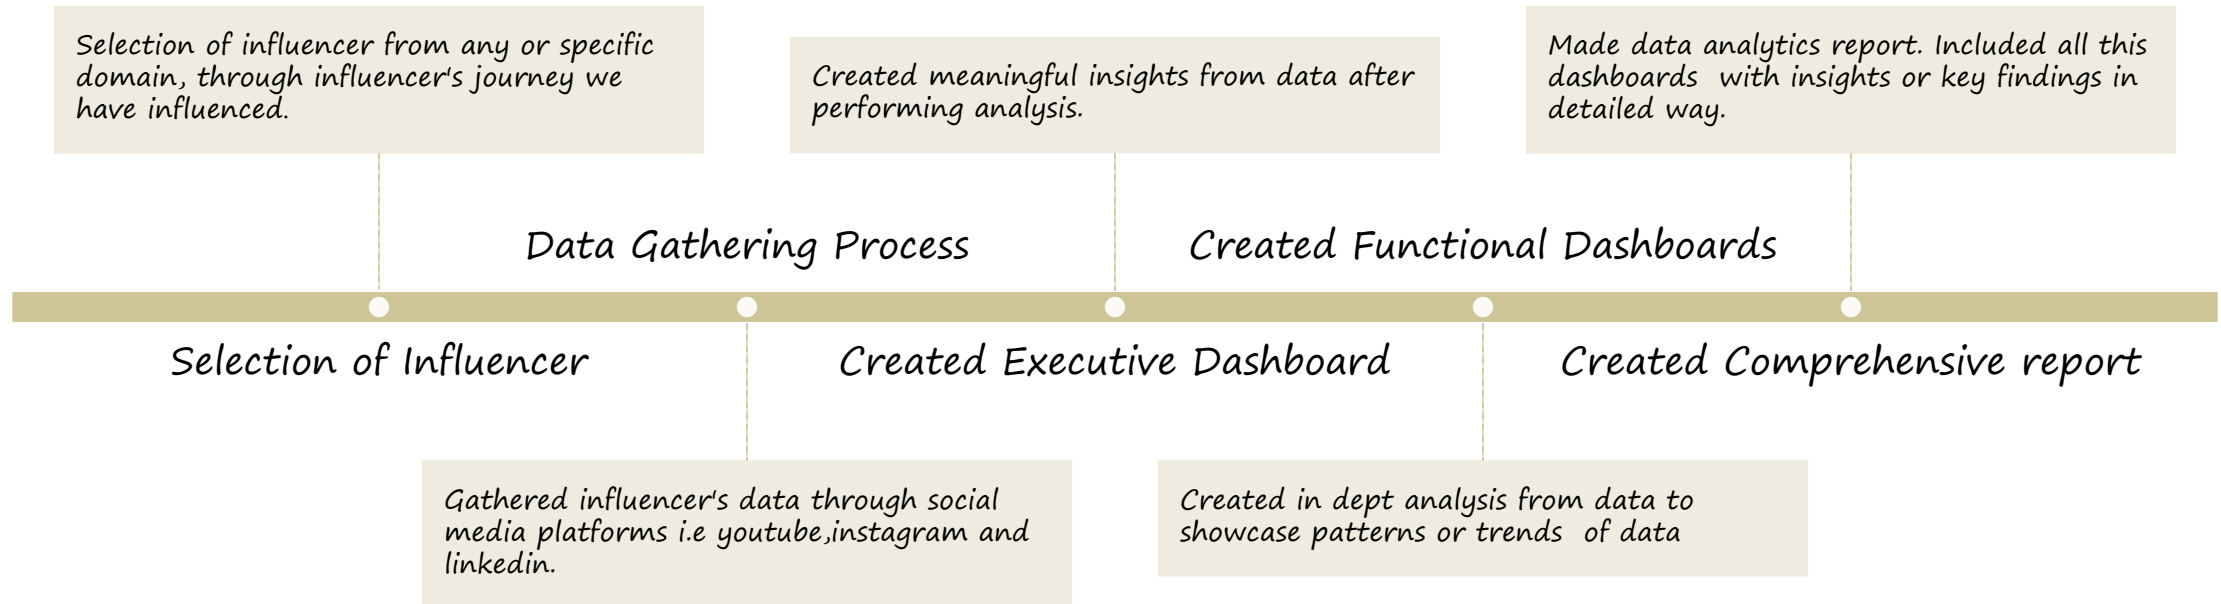 Selection of influencer from any or specific
domain, through influencer's journey we
have influenced.
Selection of Influencer
Data Gathering Process
Gathered influencer's data through social
media platforms i.e youtube,instagram and
linkedin.
Created meaningful insights from data after
performing analysis.
Created Executive Dashboard
Created Functional Dashboards
Created in dept analysis from data to
showcase patterns or trends  of data
Made data analytics report. Included all this
dashboards  with insights or key findings in
detailed way.
Created Comprehensive report